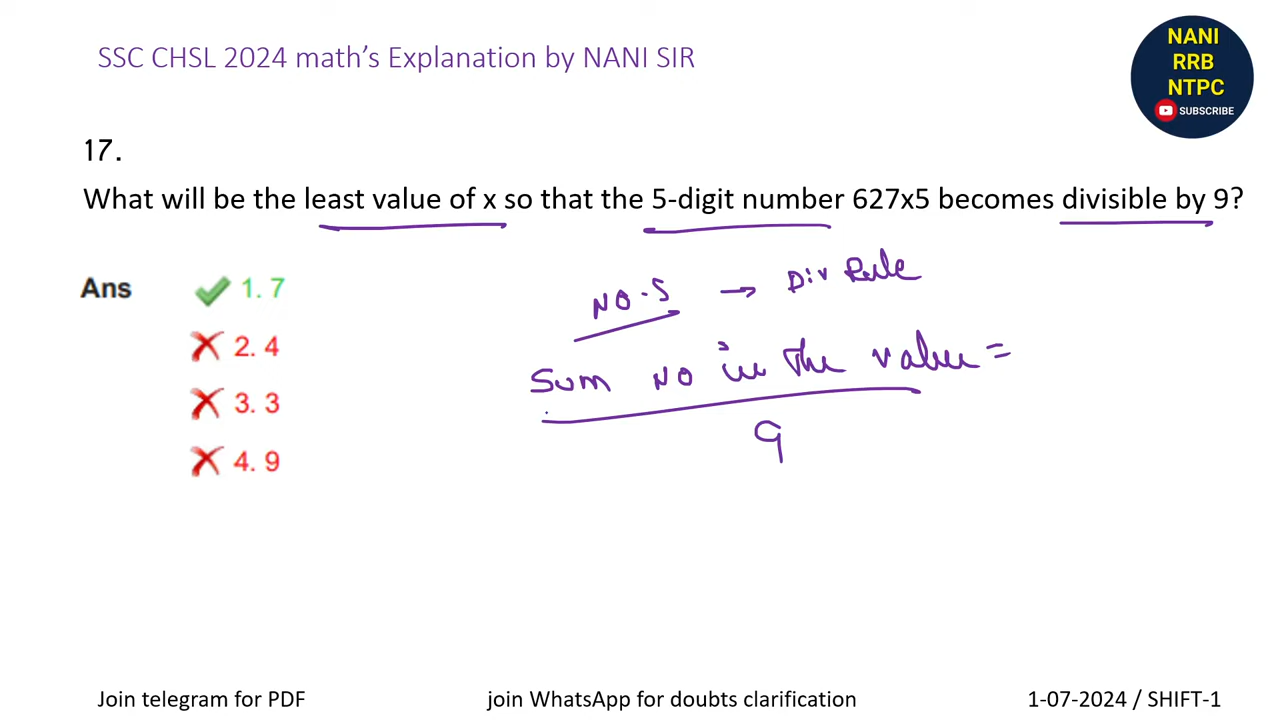 SSC CHSL 2024 math's Explanation by NANI SIR
NANI
RRB
NTPC
SUBSCRIBE
17.
What will be the least value of x so that the 5-digit number 627x5 becomes divisible by 9?
Ans
1. 7
2. 4
3. 3
4. 9
NO.S → Div Rule
Sum NO in the value =
9
Join telegram for PDF
join WhatsApp for doubts clarification
1-07-2024 / SHIFT-1